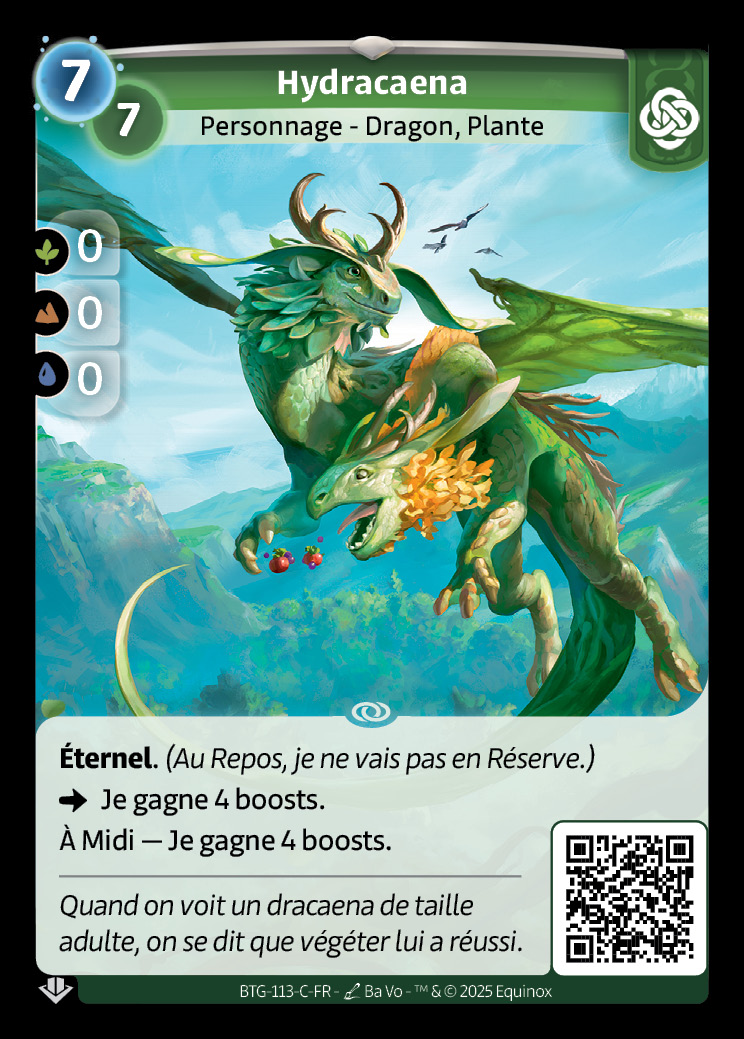 7
Hydracaena
7
Personnage - Dragon, Plante
0
0
0
Éternel. (Au Repos, je ne vais pas en Réserve.)
Je gagne 4 boosts.
À Midi — Je gagne 4 boosts.
Quand on voit un dracaena de taille
adulte, on se dit que végéter lui a réussi.
BTG-113-C-FR - Ba Vo - ™ & © 2025 Equinox